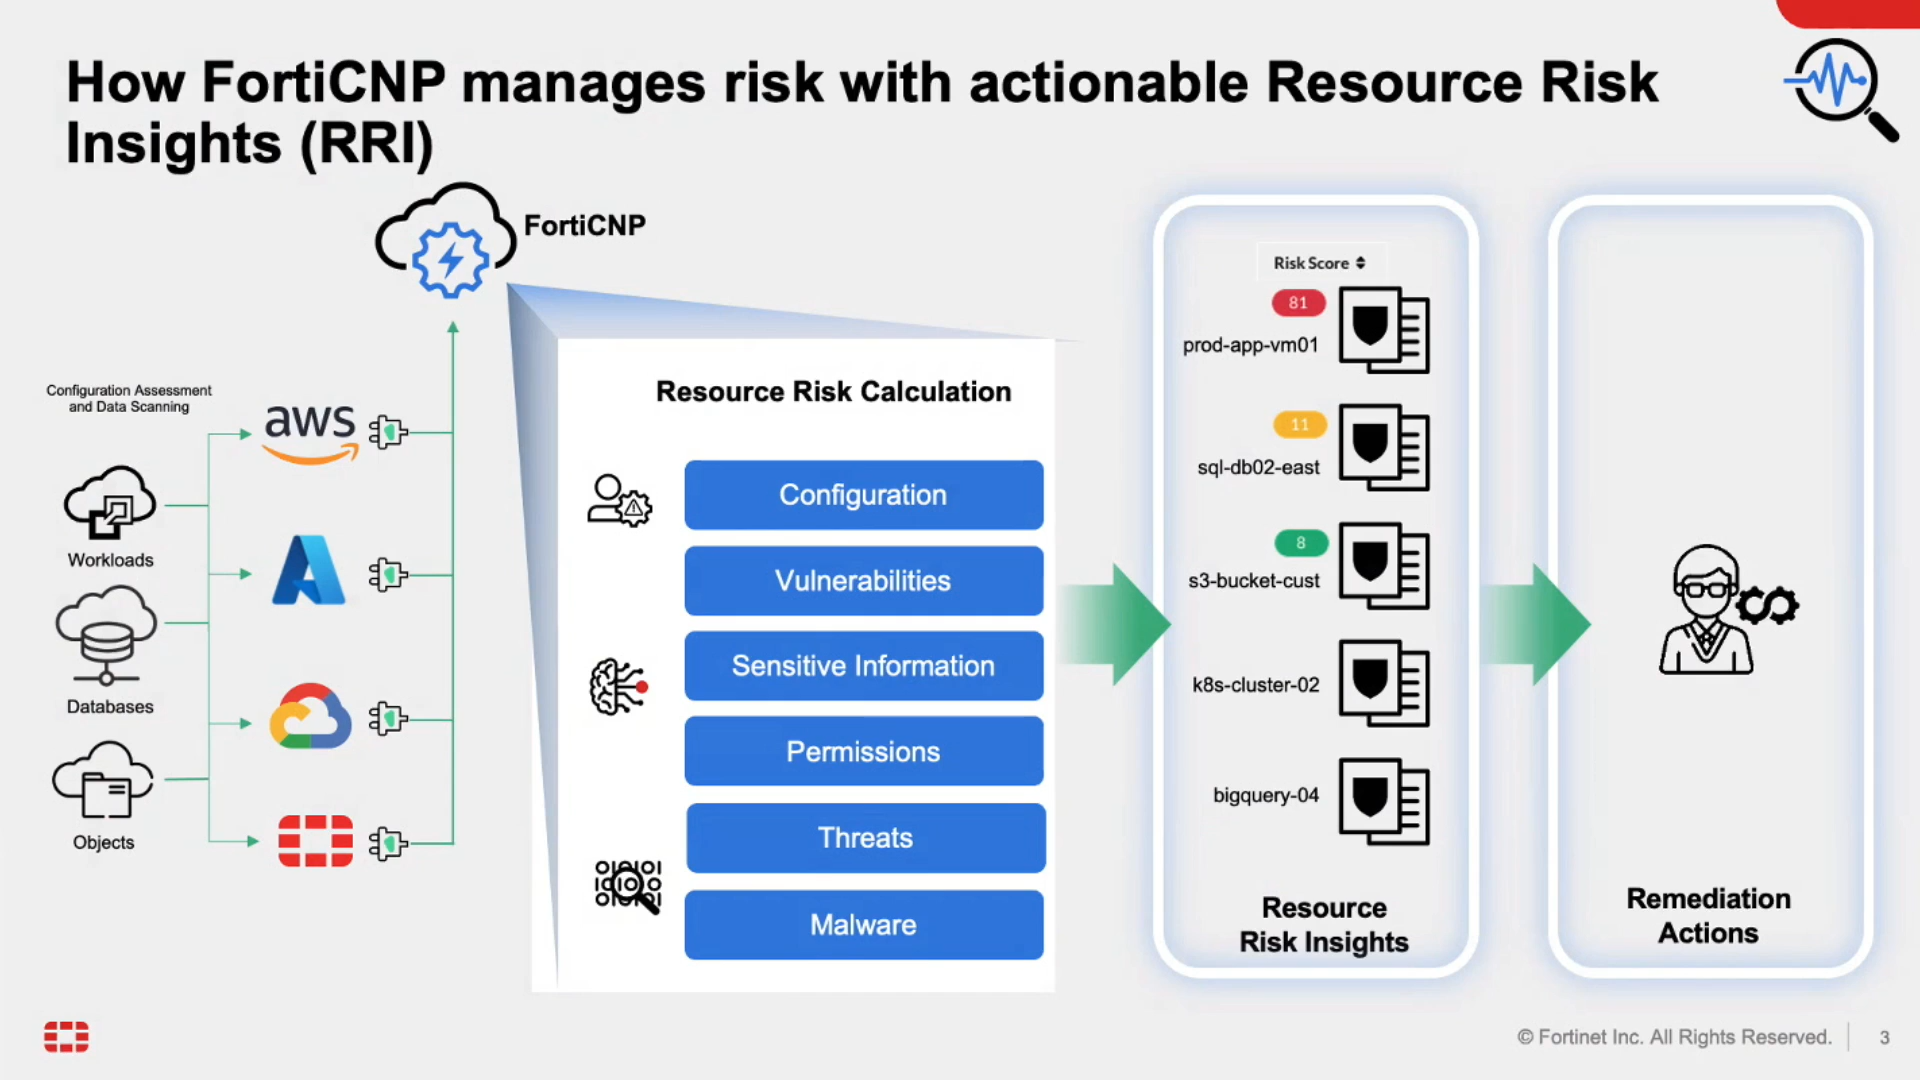 How FortiCNP manages risk with actionable Resource Risk
Insights (RRI)
FortiCNP
Configuration Assessment
and Data Scanning
Workloads
Databases
Objects
aws
Resource Risk Calculation
Configuration
Vulnerabilities
Sensitive Information
Permissions
Threats
Malware
Risk Score
81
prod-app-vm01
11
sql-db02-east
8
s3-bucket-cust
k8s-cluster-02
bigquery-04
Resource
Risk Insights
Remediation
Actions
© Fortinet Inc. All Rights Reserved.
3